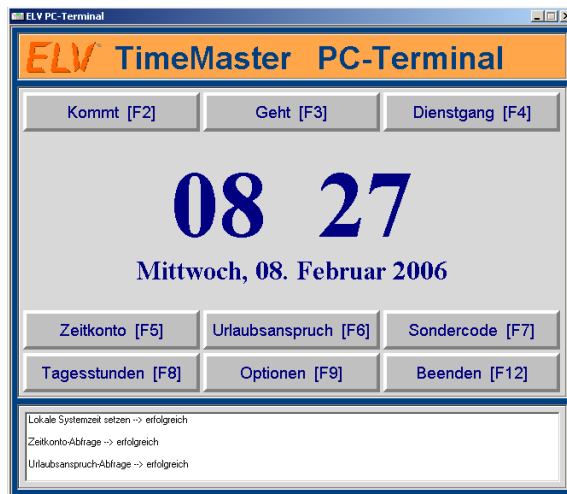 ELV PC-Terminal
ELV TimeMaster PC-Terminal
Kommt [F2] Geht [F3] Dienstgang [F4]
08 27
Mittwoch, 08. Februar 2006
Zeitkonto [F5] Urlaubsanspruch [F6] Sondercode [F7]
Tagesstunden [F8] Optionen [F9] Beenden [F12]
Lokale Systemzeit setzen --> erfolgreich
Zeitkonto-Abfrage --> erfolgreich
Urlaubsanspruch-Abfrage --> erfolgreich